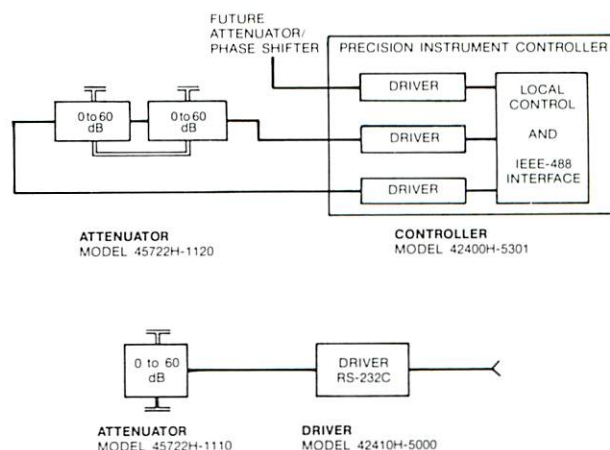 FUTURE
ATTENUATOR/
PHASE SHIFTER
PRECISION INSTRUMENT CONTROLLER
DRIVER
LOCAL
CONTROL
AND
IEEE-488
INTERFACE
0 to 60
dB
0 to 60
dB
DRIVER
DRIVER
ATTENUATOR
MODEL 45722H-1120
CONTROLLER
MODEL 42400H-5301
0 to 60
dB
DRIVER
RS-232C
ATTENUATOR
MODEL 45722H-1110
DRIVER
MODEL 42410H-5000